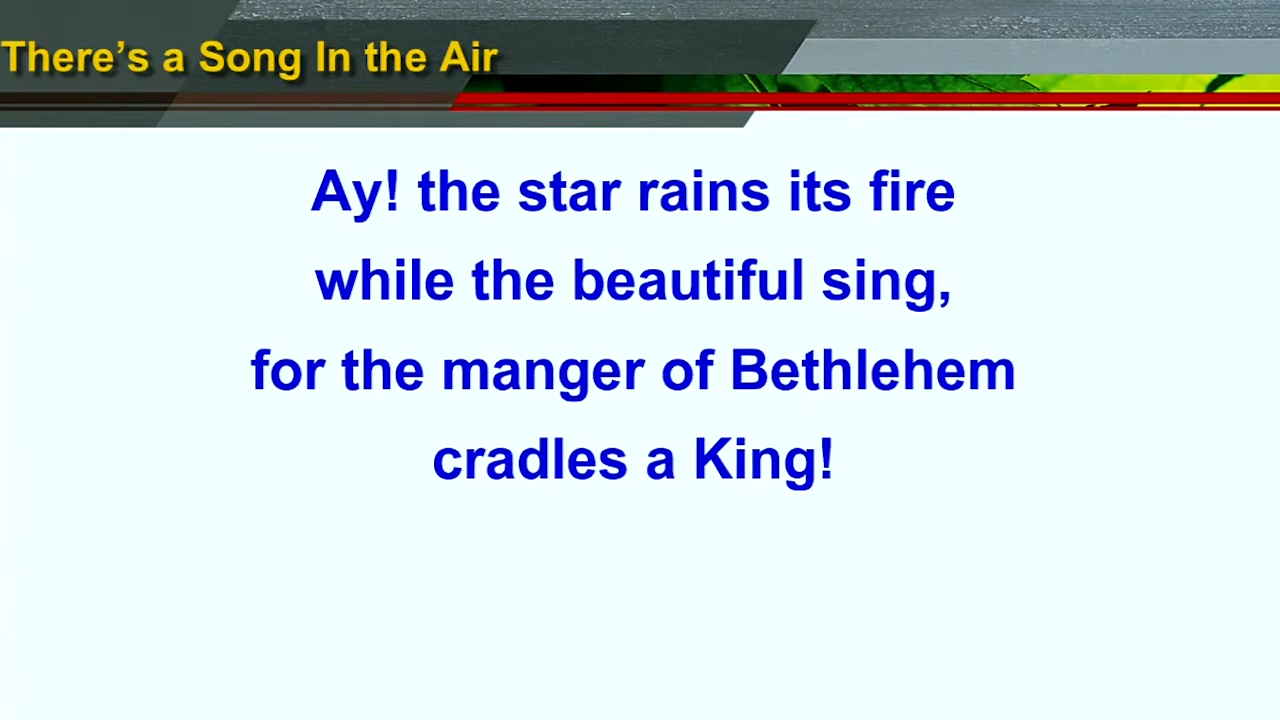 There’s a Song In the Air
Ay! the star rains its fire
while the beautiful sing,
for the manger of Bethlehem
cradles a King!